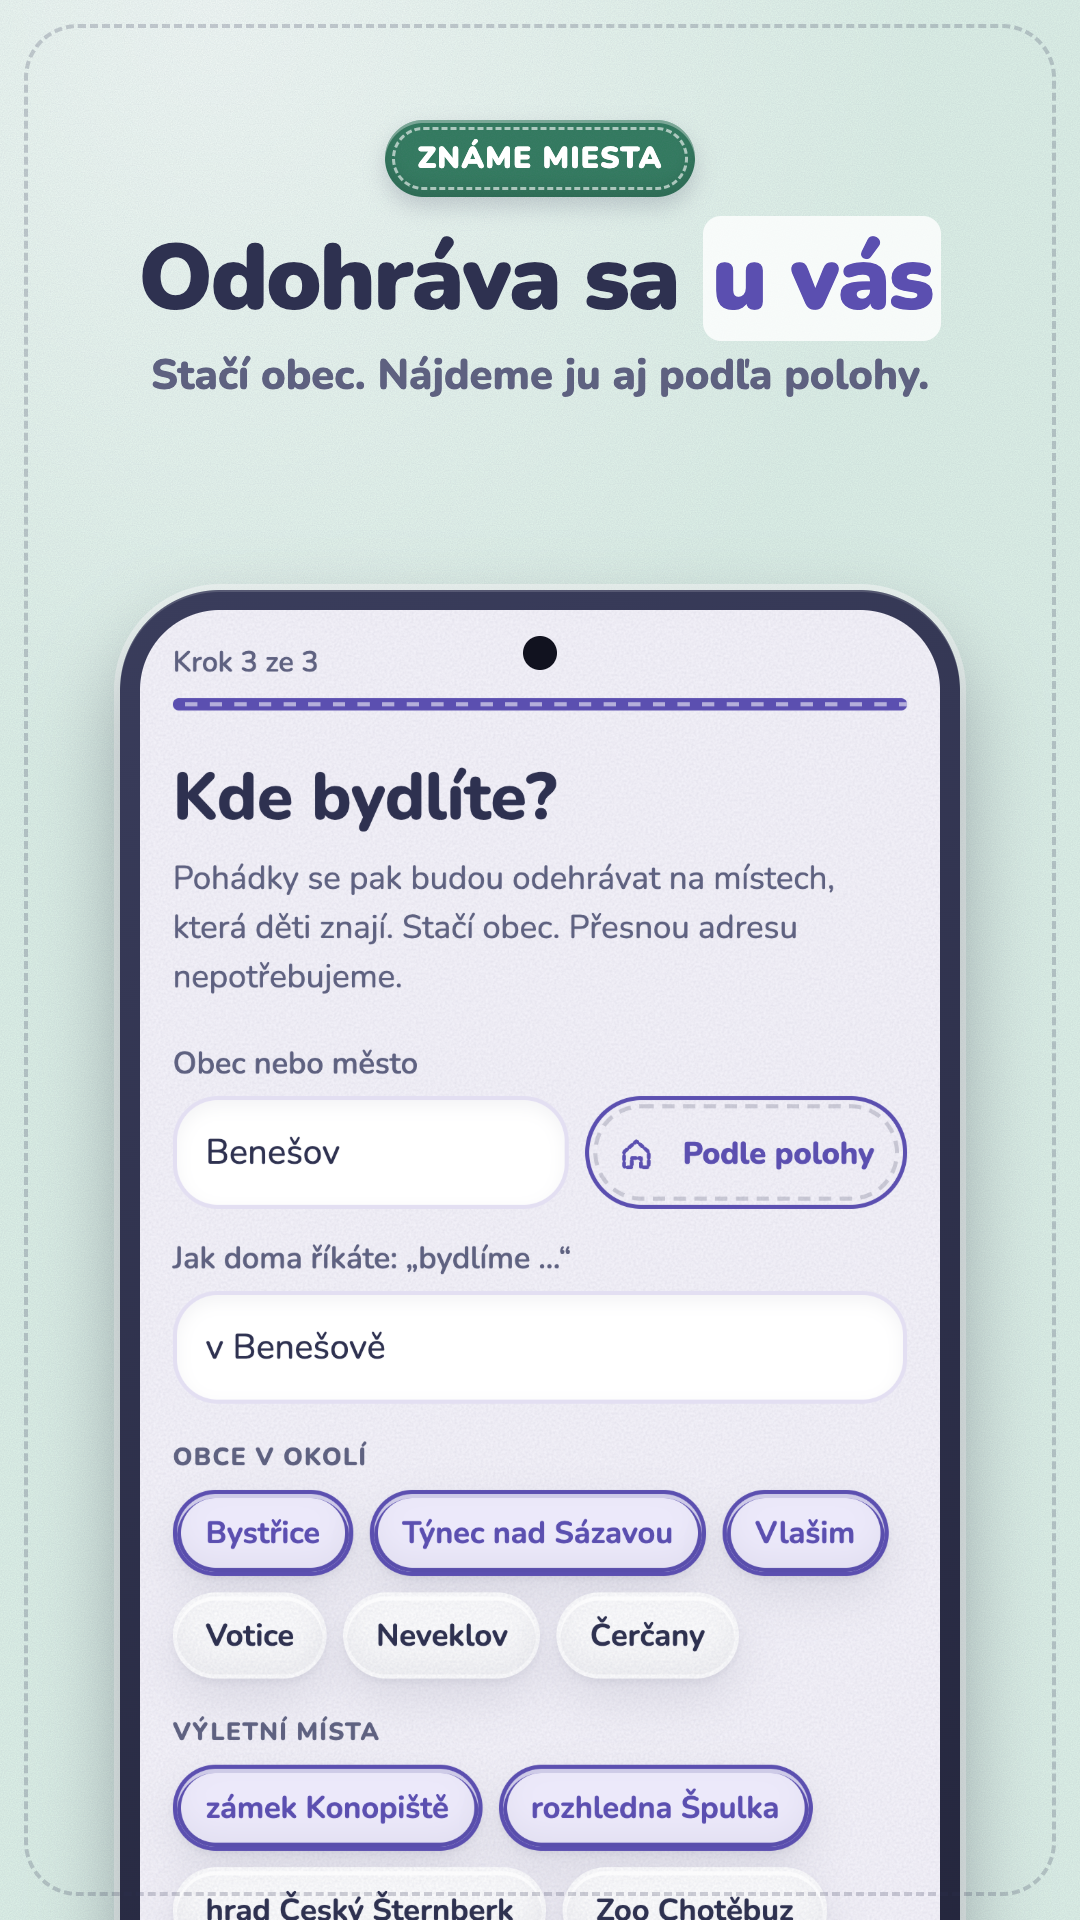 ZNÁME MIESTA
Odohráva sa u vás
Stačí obec. Nájdeme ju aj podľa polohy.
Krok 3 ze 3
Kde bydlíte?
Pohádky se pak budou odehrávat na místech,
která děti znají. Stačí obec. Přesnou adresu
nepotřebujeme.
Obec nebo město
Benešov
Podle polohy
Jak doma říkáte: „bydlíme ...“
v Benešově
OBCE V OKOLÍ
Bystřice Týnec nad Sázavou Vlašim
Votice Neveklov Čerčany
VÝLETNÍ MÍSTA
zámek Konopiště rozhledna Špulka
hrad Český Šternberk Zoo Chotěbuz